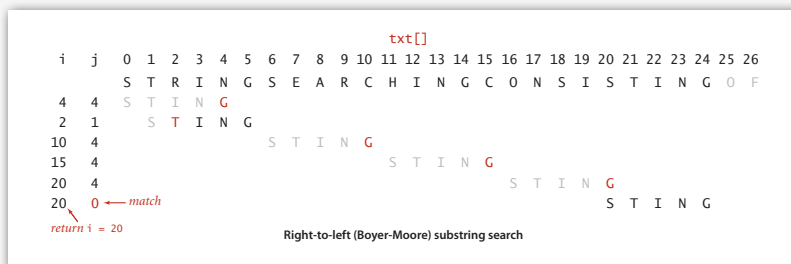 txt[]
i j 0 1 2 3 4 5 6 7 8 9 10 11 12 13 14 15 16 17 18 19 20 21 22 23 24 25 26
S T R I N G S E A R C H I N G C O N S I S T I N G O F
4 4 S T I N G
2 1 S T I N G
10 4 S T I N G
15 4 S T I N G
20 4 S T I N G
20 0 match S T I N G
return i = 20
Right-to-left (Boyer-Moore) substring search